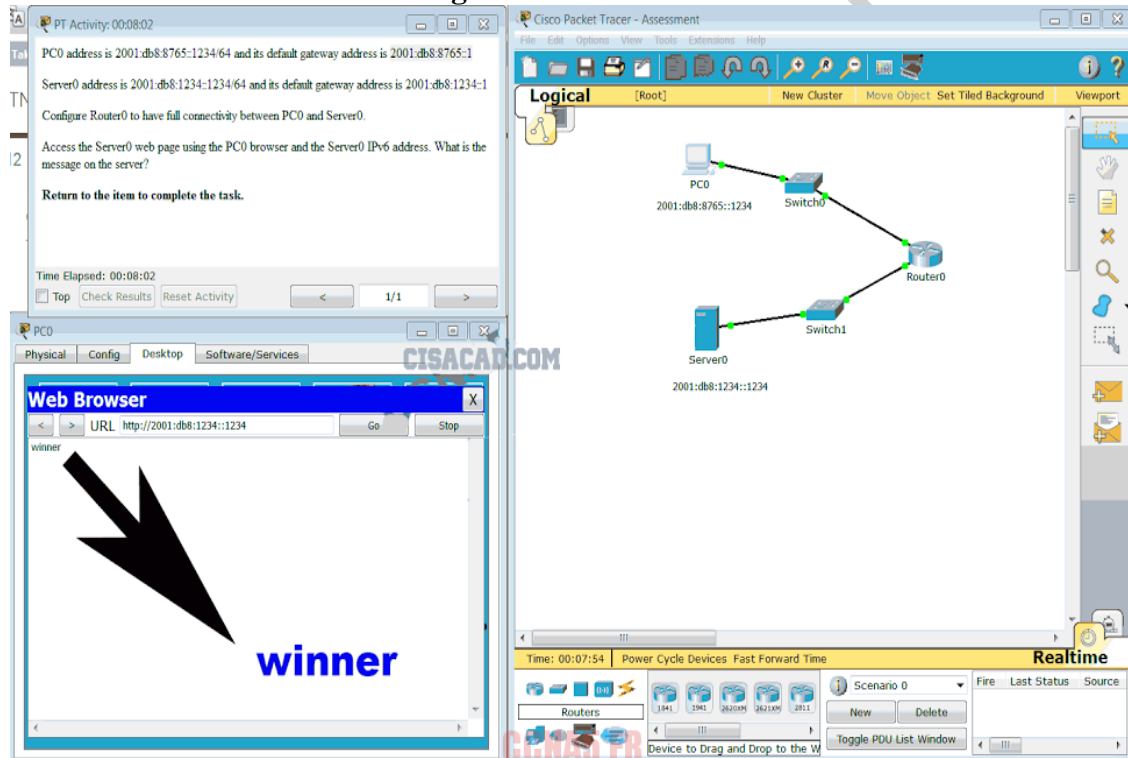 PT Activity: 00:08:02
PC0 address is 2001:db8:8765::1234/64 and its default gateway address is 2001:db8:8765::1
Server0 address is 2001:db8:1234::1234/64 and its default gateway address is 2001:db8:1234::1
Configure Router0 to have full connectivity between PC0 and Server0.
Access the Server0 web page using the PC0 browser and the Server0 IPv6 address. What is the
message on the server?
Return to the item to complete the task.
Time Elapsed: 00:08:02
Top Check Results Reset Activity < 1/1 >
PC0
Physical Config Desktop Software/Services
CISACAD.COM
Web Browser X
< > URL http://2001:db8:1234::1234 Go Stop
winner
winner
Cisco Packet Tracer - Assessment
File Edit Options View Tools Extensions Help
Logical [Root] New Cluster Move Object Set Tiled Background Viewport
PC0
2001:db8:8765::1234
Switch0
Router0
Switch1
Server0
2001:db8:1234::1234
Time: 00:07:54 Power Cycle Devices Fast Forward Time Realtime
Routers
1841 1941 2620XM 2621XM 2811
Device to Drag and Drop to the W
Scenario 0
New Delete
Toggle PDU List Window
Fire Last Status Source